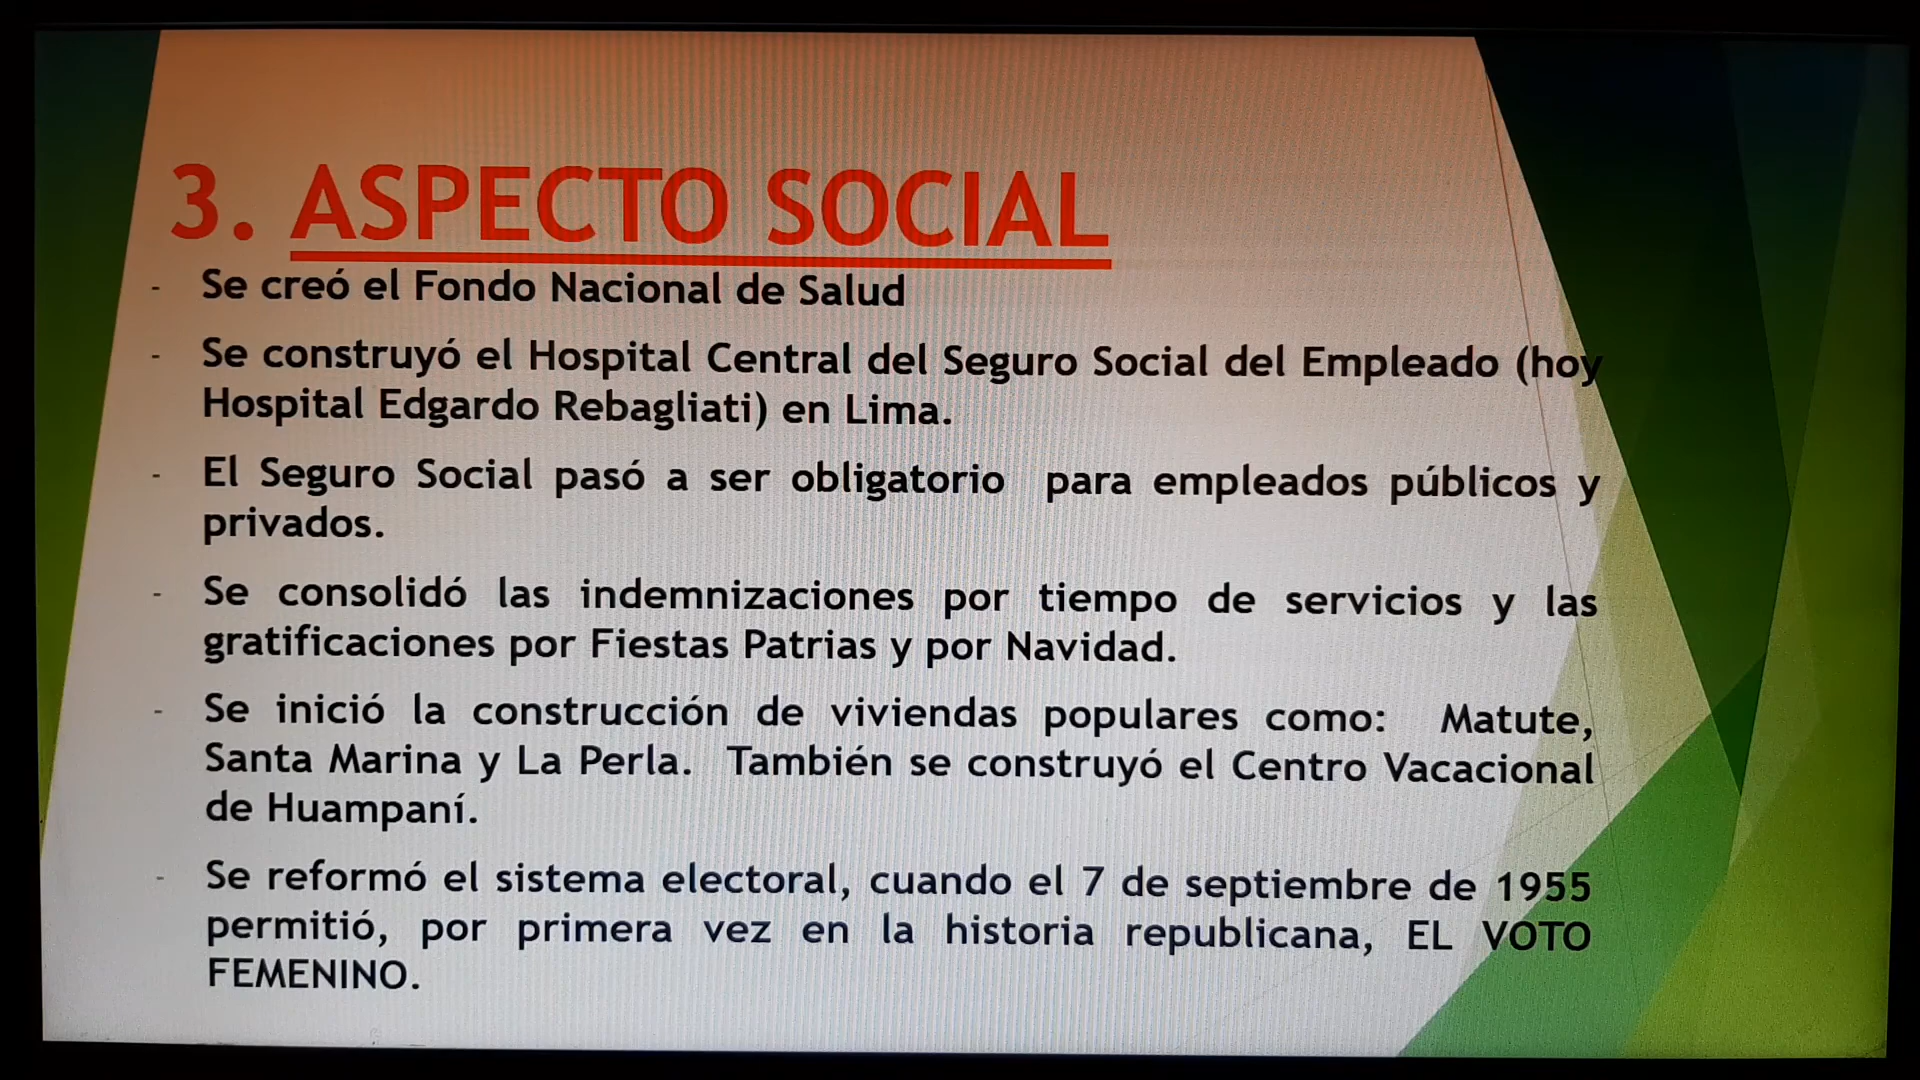 3. ASPECTO SOCIAL
- Se creó el Fondo Nacional de Salud
- Se construyó el Hospital Central del Seguro Social del Empleado (hoy
Hospital Edgardo Rebagliati) en Lima.
- El Seguro Social pasó a ser obligatorio para empleados públicos y
privados.
- Se consolidó las indemnizaciones por tiempo de servicios y las
gratificaciones por Fiestas Patrias y por Navidad.
- Se inició la construcción de viviendas populares como: Matute,
Santa Marina y La Perla. También se construyó el Centro Vacacional
de Huampaní.
- Se reformó el sistema electoral, cuando el 7 de septiembre de 1955
permitió, por primera vez en la historia republicana, EL VOTO
FEMENINO.